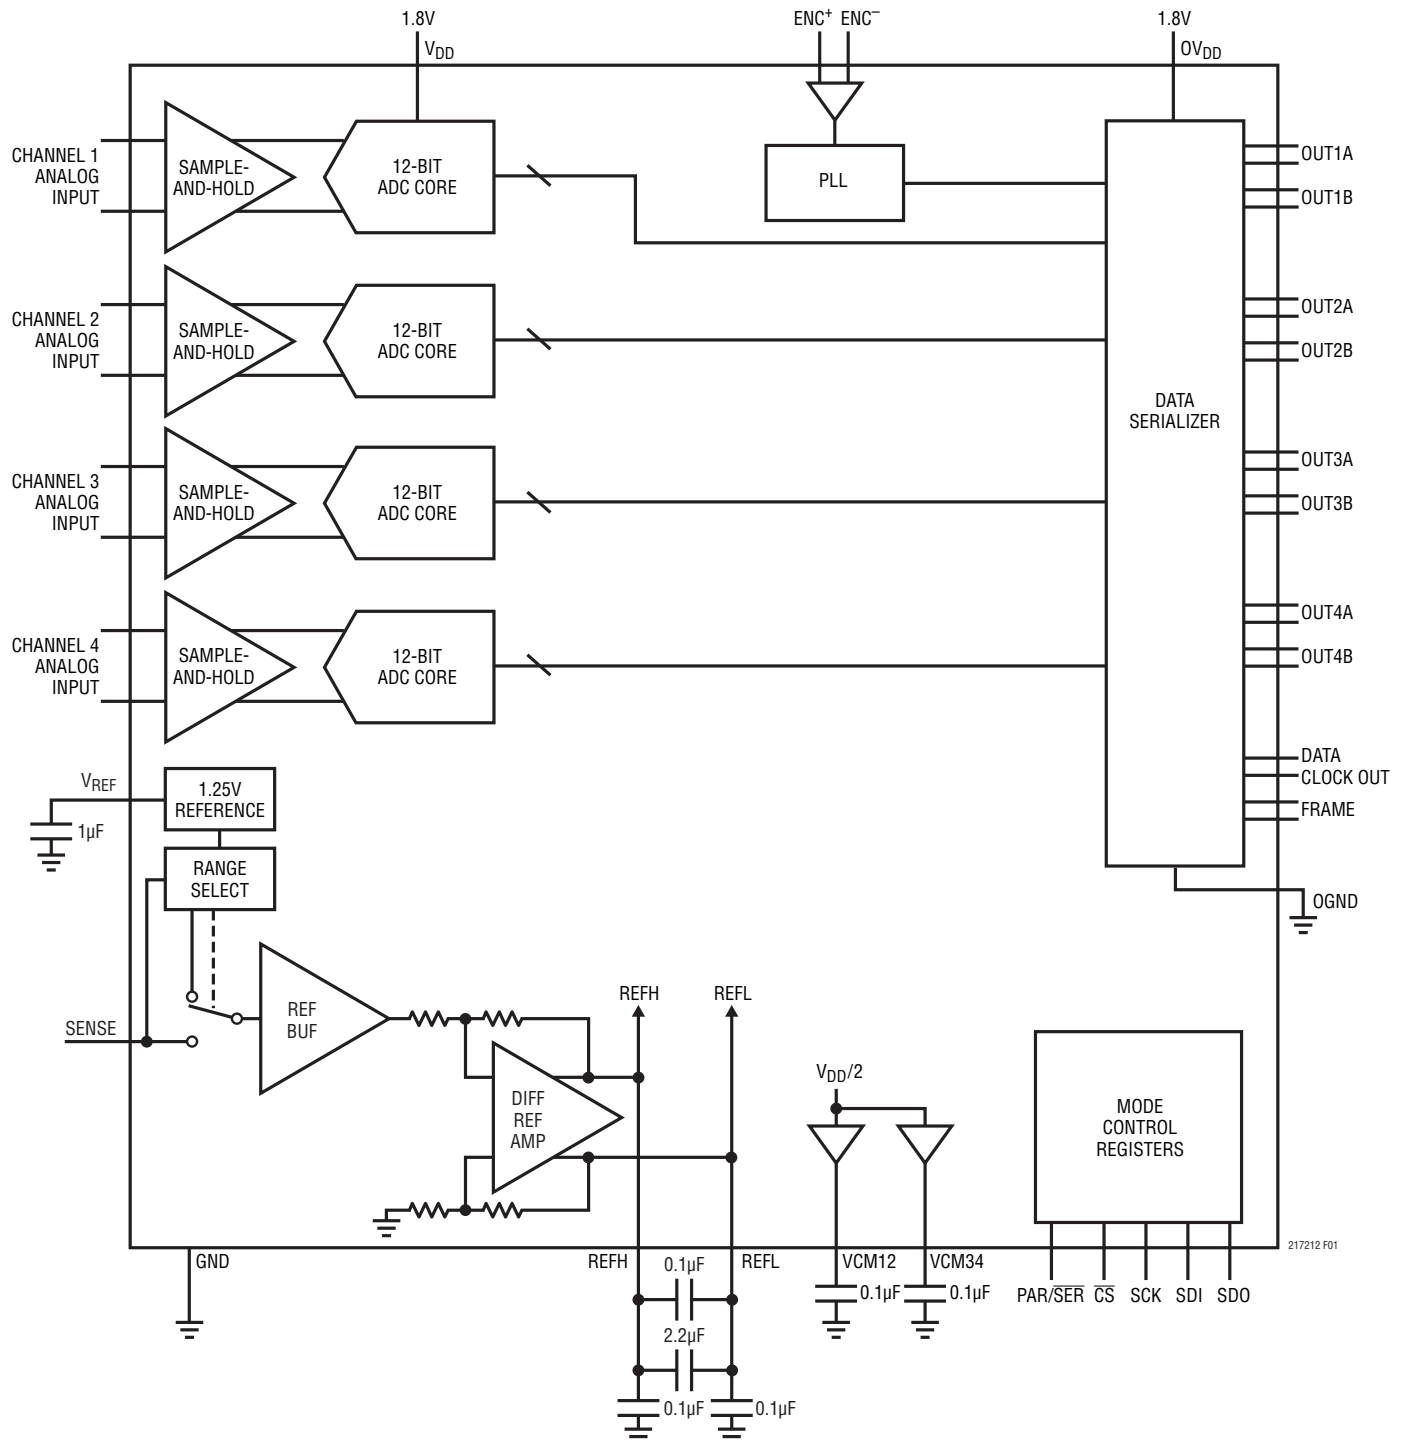 1.8V
VDD
ENC+ ENC−
1.8V
OVDD
CHANNEL 1
ANALOG
INPUT
SAMPLE-
AND-HOLD
12-BIT
ADC CORE
PLL
OUT1A
OUT1B
CHANNEL 2
ANALOG
INPUT
SAMPLE-
AND-HOLD
12-BIT
ADC CORE
OUT2A
OUT2B
DATA
SERIALIZER
CHANNEL 3
ANALOG
INPUT
SAMPLE-
AND-HOLD
12-BIT
ADC CORE
OUT3A
OUT3B
CHANNEL 4
ANALOG
INPUT
SAMPLE-
AND-HOLD
12-BIT
ADC CORE
OUT4A
OUT4B
DATA
CLOCK OUT
FRAME
OGND
VREF
1µF
1.25V
REFERENCE
RANGE
SELECT
SENSE
REF
BUF
DIFF
REF
AMP
REFH
REFL
VDD/2
MODE
CONTROL
REGISTERS
217212 F01
GND
REFH
0.1µF
REFL
2.2µF
0.1µF
0.1µF
VCM12
0.1µF
VCM34
0.1µF
PAR/S̅E̅R̅
C̅S̅
SCK
SDI
SDO